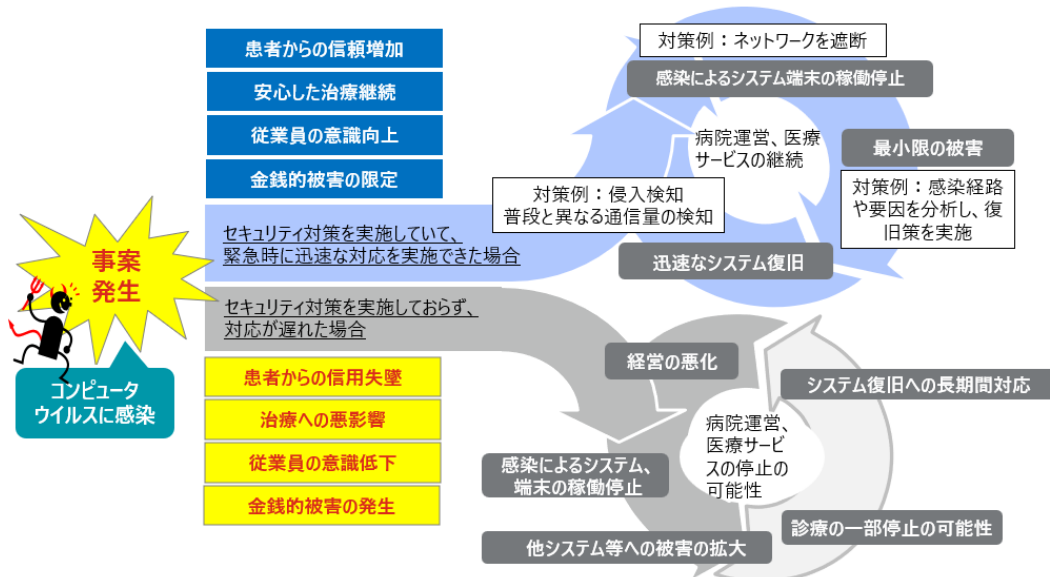 患者からの信頼増加
安心した治療継続
従業員の意識向上
金銭的被害の限定
対策例：ネットワークを遮断
感染によるシステム端末の稼働停止
病院運営、医療
サービスの継続
最小限の被害
対策例：感染経路
や要因を分析し、復
旧策を実施
対策例：侵入検知
普段と異なる通信量の検知
迅速なシステム復旧
セキュリティ対策を実施していて、
緊急時に迅速な対応を実施できた場合
事案
発生
コンピュータ
ウイルスに感染
セキュリティ対策を実施しておらず、
対応が遅れた場合
患者からの信用失墜
治療への悪影響
従業員の意識低下
金銭的被害の発生
経営の悪化
システム復旧への長期間対応
病院運営、
医療サービ
スの停止の
可能性
感染によるシステム、
端末の稼働停止
診療の一部停止の可能性
他システム等への被害の拡大